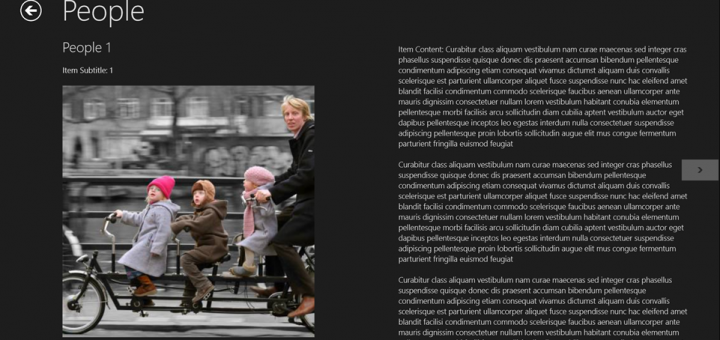 People
People 1
Item Subtitle: 1
Item Content: Curabitur class aliquam vestibulum nam curae maecenas sed integer cras
phasellus suspendisse quisque donec dis praesent accumsan bibendum pellentesque
condimentum adipiscing etiam consequat vivamus dictumst aliquam duis convallis
scelerisque est parturient ullamcorper aliquet fusce suspendisse nunc hac eleifend amet
blandit facilisi condimentum commodo scelerisque faucibus aenean ullamcorper ante
mauris dignissim consectetuer nullam lorem vestibulum habitant conubia elementum
pellentesque morbi facilisis arcu sollicitudin diam cubilia aptent vestibulum auctor eget
dapibus pellentesque inceptos leo egestas interdum nulla consectetuer suspendisse
adipiscing pellentesque proin lobortis sollicitudin augue elit mus congue fermentum
parturient fringilla euismod feugiat
Curabitur class aliquam vestibulum nam curae maecenas sed integer cras phasellus
suspendisse quisque donec dis praesent accumsan bibendum pellentesque
condimentum adipiscing etiam consequat vivamus dictumst aliquam duis convallis
scelerisque est parturient ullamcorper aliquet fusce suspendisse nunc hac eleifend amet
blandit facilisi condimentum commodo scelerisque faucibus aenean ullamcorper ante
mauris dignissim consectetuer nullam lorem vestibulum habitant conubia elementum
pellentesque morbi facilisis arcu sollicitudin diam cubilia aptent vestibulum auctor eget
dapibus pellentesque inceptos leo egestas interdum nulla consectetuer suspendisse
adipiscing pellentesque proin lobortis sollicitudin augue elit mus congue fermentum
parturient fringilla euismod feugiat
Curabitur class aliquam vestibulum nam curae maecenas sed integer cras phasellus
suspendisse quisque donec dis praesent accumsan bibendum pellentesque
condimentum adipiscing etiam consequat vivamus dictumst aliquam duis convallis
scelerisque est parturient ullamcorper aliquet fusce suspendisse nunc hac eleifend amet
blandit facilisi condimentum commodo scelerisque faucibus aenean ullamcorper ante
mauris dignissim consectetuer nullam lorem vestibulum habitant conubia elementum